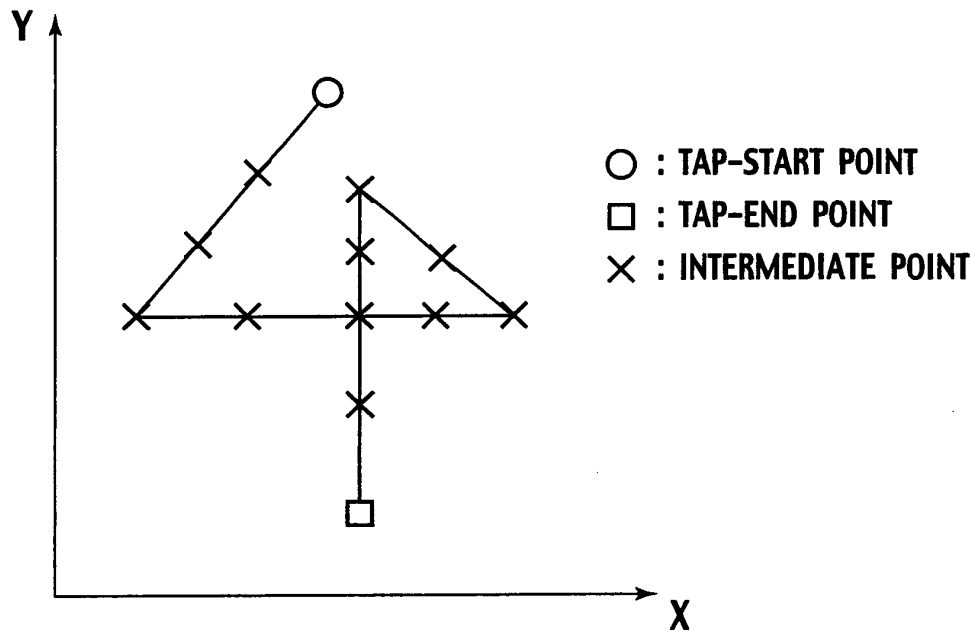 Y
○ : TAP-START POINT
□ : TAP-END POINT
× : INTERMEDIATE POINT
X